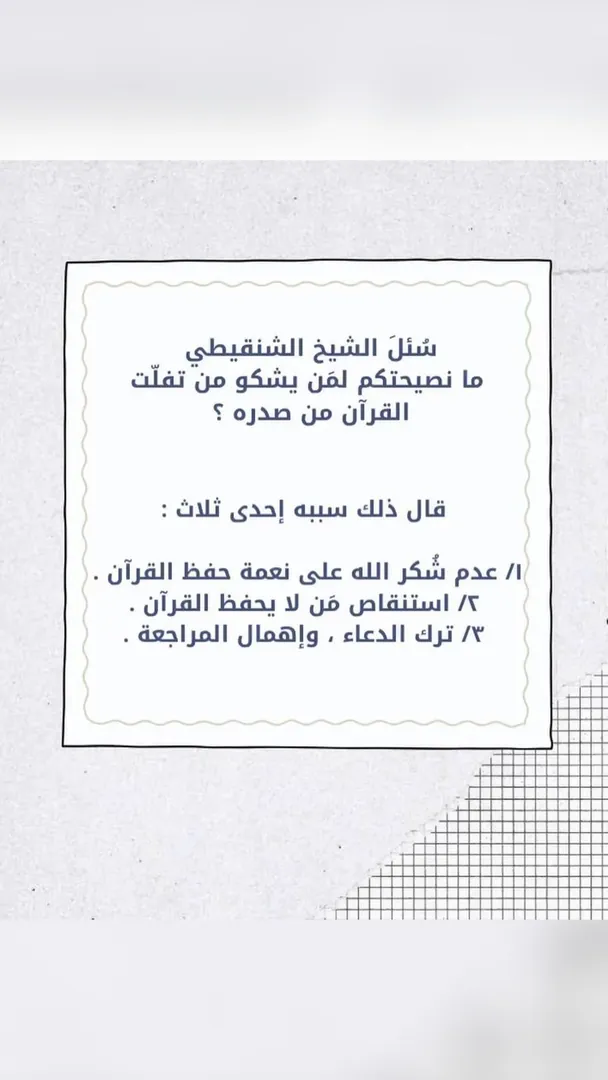 سُئلَ الشيخ الشنقيطي
ما نصيحتكم لمَن يشكو من تفلّت
القرآن من صدره ؟
قال ذلك سببه إحدى ثلاث :
١/ عدم شُكر الله على نعمة حفظ القرآن .
٢/ استنقاص مَن لا يحفظ القرآن .
٣/ ترك الدعاء ، وإهمال المراجعة .